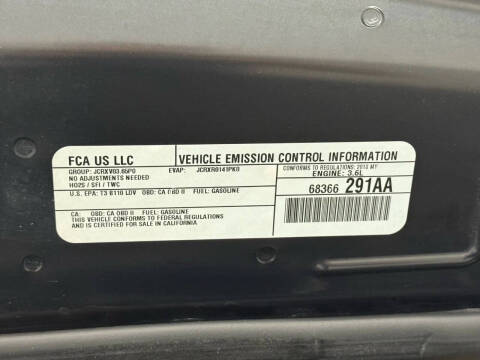 FCA US LLC VEHICLE EMISSION CONTROL INFORMATION
GROUP: JCRXV03.65P0 EVAP: JCRXR0141PK0 CONFORMS TO REGULATIONS: 2018 MY
NO ADJUSTMENTS NEEDED ENGINE: 3.6L
HO2S / SFI / TWC
U.S. EPA: T3 B110 LDV OBD: CA OBD II FUEL: GASOLINE
68366 291AA
CA: OBD: CA OBD II FUEL: GASOLINE
THIS VEHICLE CONFORMS TO FEDERAL REGULATIONS
AND IS CERTIFIED FOR SALE IN CALIFORNIA